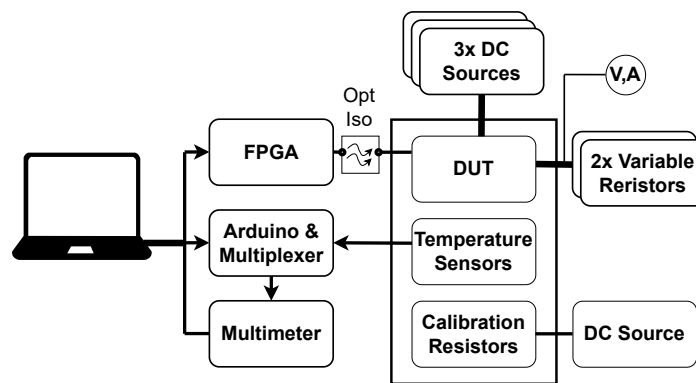 3x DC
Sources
V,A
Opt
Iso
FPGA
DUT
2x Variable
Reristors
Arduino &
Multiplexer
Temperature
Sensors
Multimeter
Calibration
Resistors
DC Source